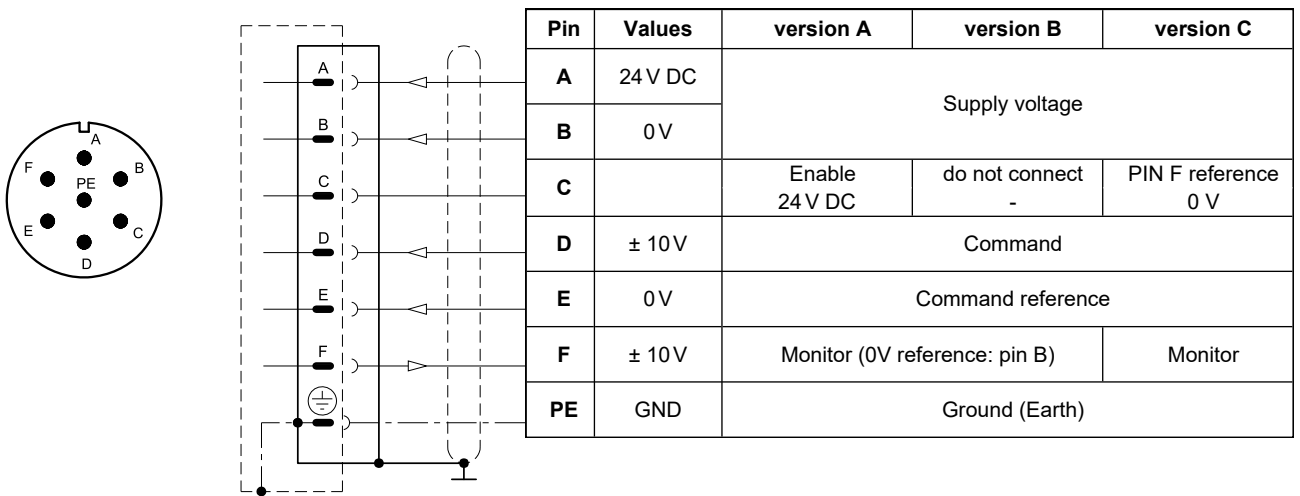 A
F
B
PE
E
C
D
A
B
C
D
E
F
Pin Values version A version B version C
A 24 V DC
Supply voltage
B 0 V
C Enable do not connect PIN F reference
24 V DC - 0 V
D ± 10 V Command
E 0 V Command reference
F ± 10 V Monitor (0V reference: pin B) Monitor
PE GND Ground (Earth)